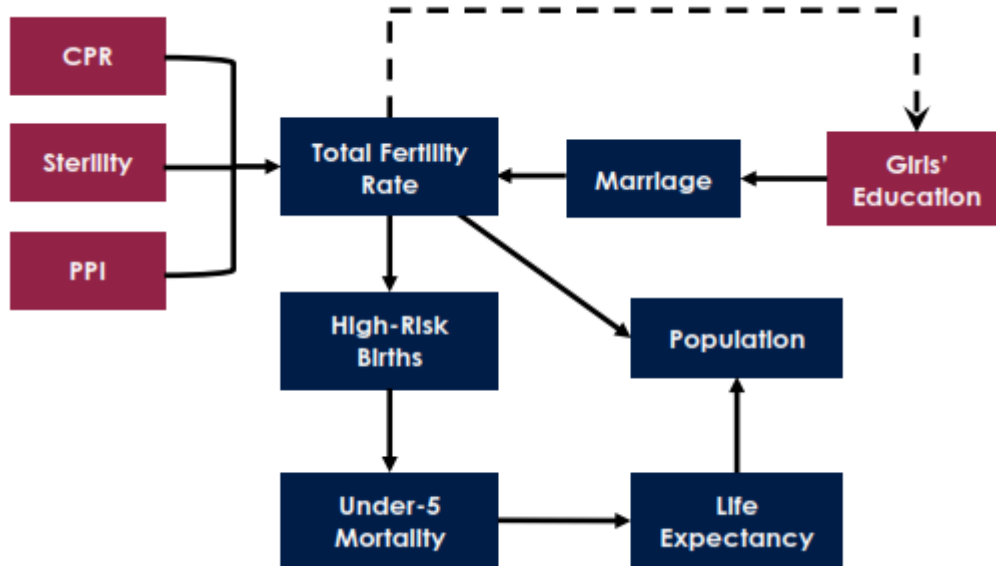 CPR
Sterility
PPI
Total Fertility
Rate
Marriage
Girls'
Education
High-Risk
Births
Population
Under-5
Mortality
Life
Expectancy